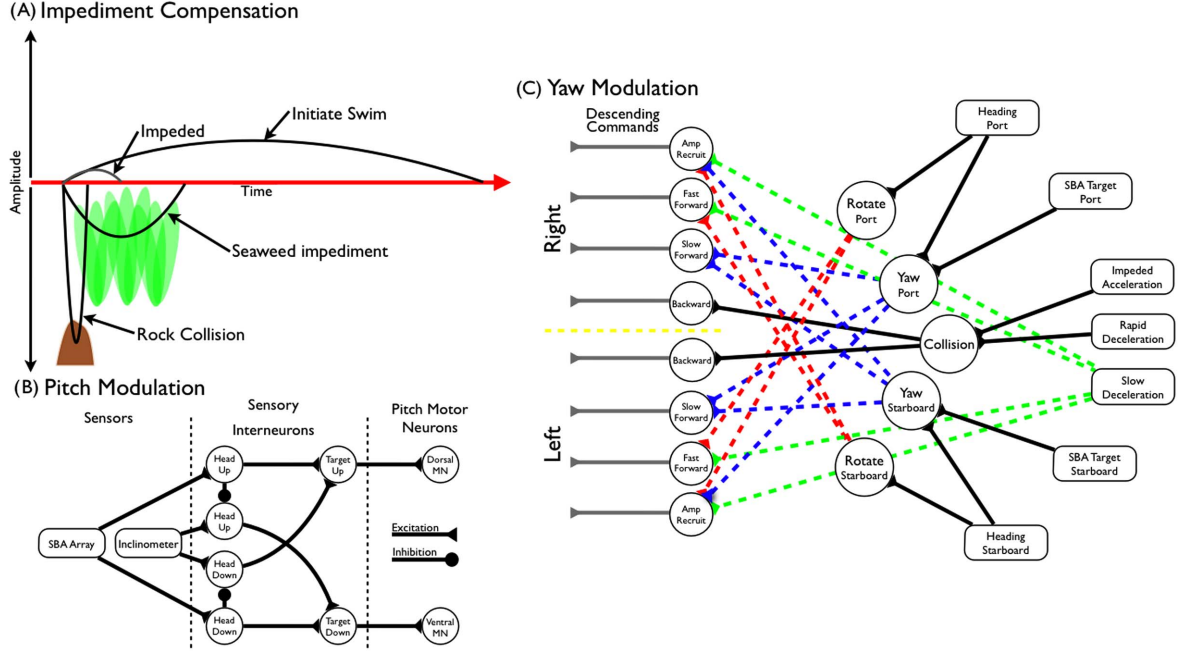 (A) Impediment Compensation
Amplitude
Initiate Swim
Impeded
Time
Seaweed impediment
Rock Collision
(B) Pitch Modulation
Sensors
Sensory
Interneurons
Pitch Motor
Neurons
SBA Array
Inclinometer
Head
Up
Head
Up
Head
Down
Head
Down
Target
Up
Target
Down
Dorsal
MN
Ventral
MN
Excitation
Inhibition
(C) Yaw Modulation
Descending
Commands
Right
Left
Amp
Recruit
Fast
Forward
Slow
Forward
Backward
Backward
Slow
Forward
Fast
Forward
Amp
Recruit
Rotate
Port
Yaw
Port
Collision
Yaw
Starboard
Rotate
Starboard
Heading
Port
SBA Target
Port
Impeded
Acceleration
Rapid
Deceleration
Slow
Deceleration
SBA Target
Starboard
Heading
Starboard